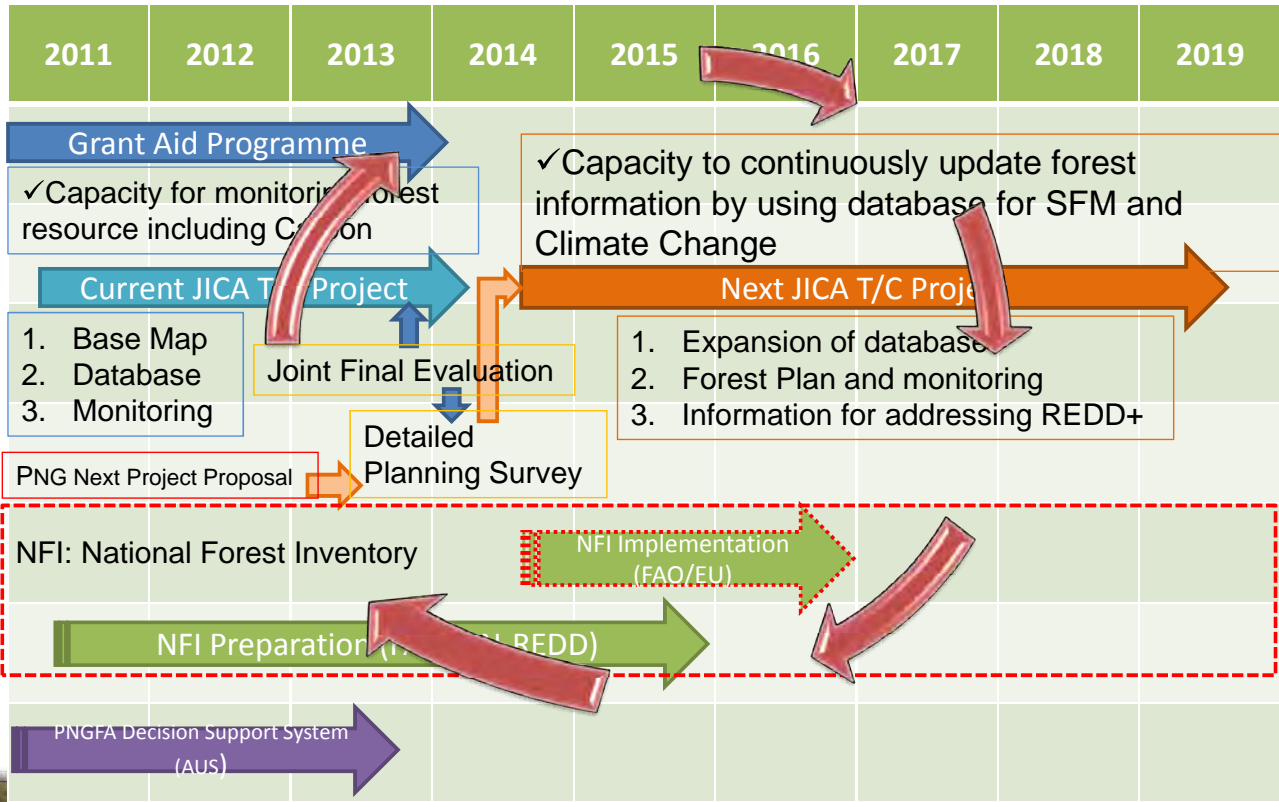 2011 2012 2013 2014 2015 2016 2017 2018 2019
Grant Aid Programme
✓Capacity for monitoring forest
resource including Carbon
✓Capacity to continuously update forest
information by using database for SFM and
Climate Change
Current JICA Project
Next JICA T/C Project
1. Base Map
2. Database
3. Monitoring
Joint Final Evaluation
1. Expansion of database
2. Forest Plan and monitoring
3. Information for addressing REDD+
Detailed
Planning Survey
PNG Next Project Proposal
NFI: National Forest Inventory
NFI Implementation
(FAO/EU)
NFI Preparation REDD)
PNGFA Decision Support System
(AUS)